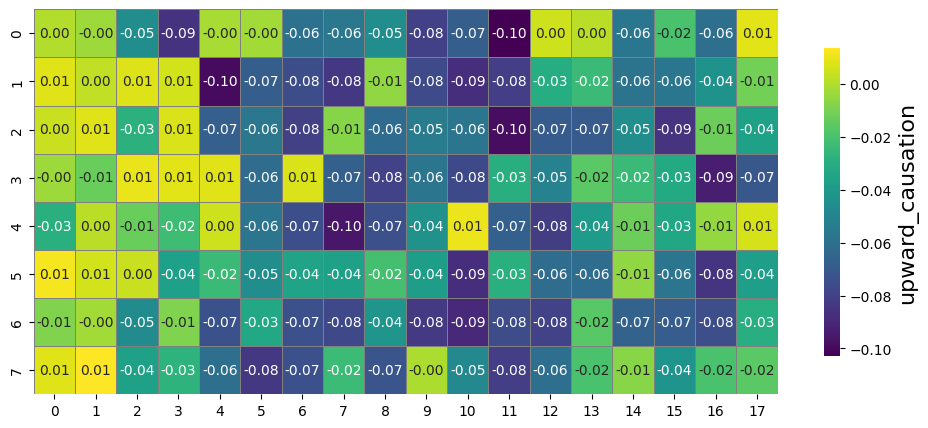 0 0.00 -0.00 -0.05 -0.09 -0.00 -0.00 -0.06 -0.06 -0.05 -0.08 -0.07 -0.10 0.00 0.00 -0.06 -0.02 -0.06 0.01
1 0.01 0.00 0.01 0.01 -0.10 -0.07 -0.08 -0.08 -0.01 -0.08 -0.09 -0.08 -0.03 -0.02 -0.06 -0.06 -0.04 -0.01
2 0.00 0.01 -0.03 0.01 -0.07 -0.06 -0.08 -0.01 -0.06 -0.05 -0.06 -0.10 -0.07 -0.07 -0.05 -0.09 -0.01 -0.04
3 -0.00 -0.01 0.01 0.01 0.01 -0.06 0.01 -0.07 -0.08 -0.06 -0.08 -0.03 -0.05 -0.02 -0.02 -0.03 -0.09 -0.07
4 -0.03 0.00 -0.01 -0.02 0.00 -0.06 -0.07 -0.10 -0.07 -0.04 0.01 -0.07 -0.08 -0.04 -0.01 -0.03 -0.01 0.01
5 0.01 0.01 0.00 -0.04 -0.02 -0.05 -0.04 -0.04 -0.02 -0.04 -0.09 -0.03 -0.06 -0.06 -0.01 -0.06 -0.08 -0.04
6 -0.01 -0.00 -0.05 -0.01 -0.07 -0.03 -0.07 -0.08 -0.04 -0.08 -0.09 -0.08 -0.08 -0.02 -0.07 -0.07 -0.08 -0.03
7 0.01 0.01 -0.04 -0.03 -0.06 -0.08 -0.07 -0.02 -0.07 -0.00 -0.05 -0.08 -0.06 -0.02 -0.01 -0.04 -0.02 -0.02
0 1 2 3 4 5 6 7 8 9 10 11 12 13 14 15 16 17
0.00
−0.02
−0.04
−0.06
−0.08
−0.10
upward_causation